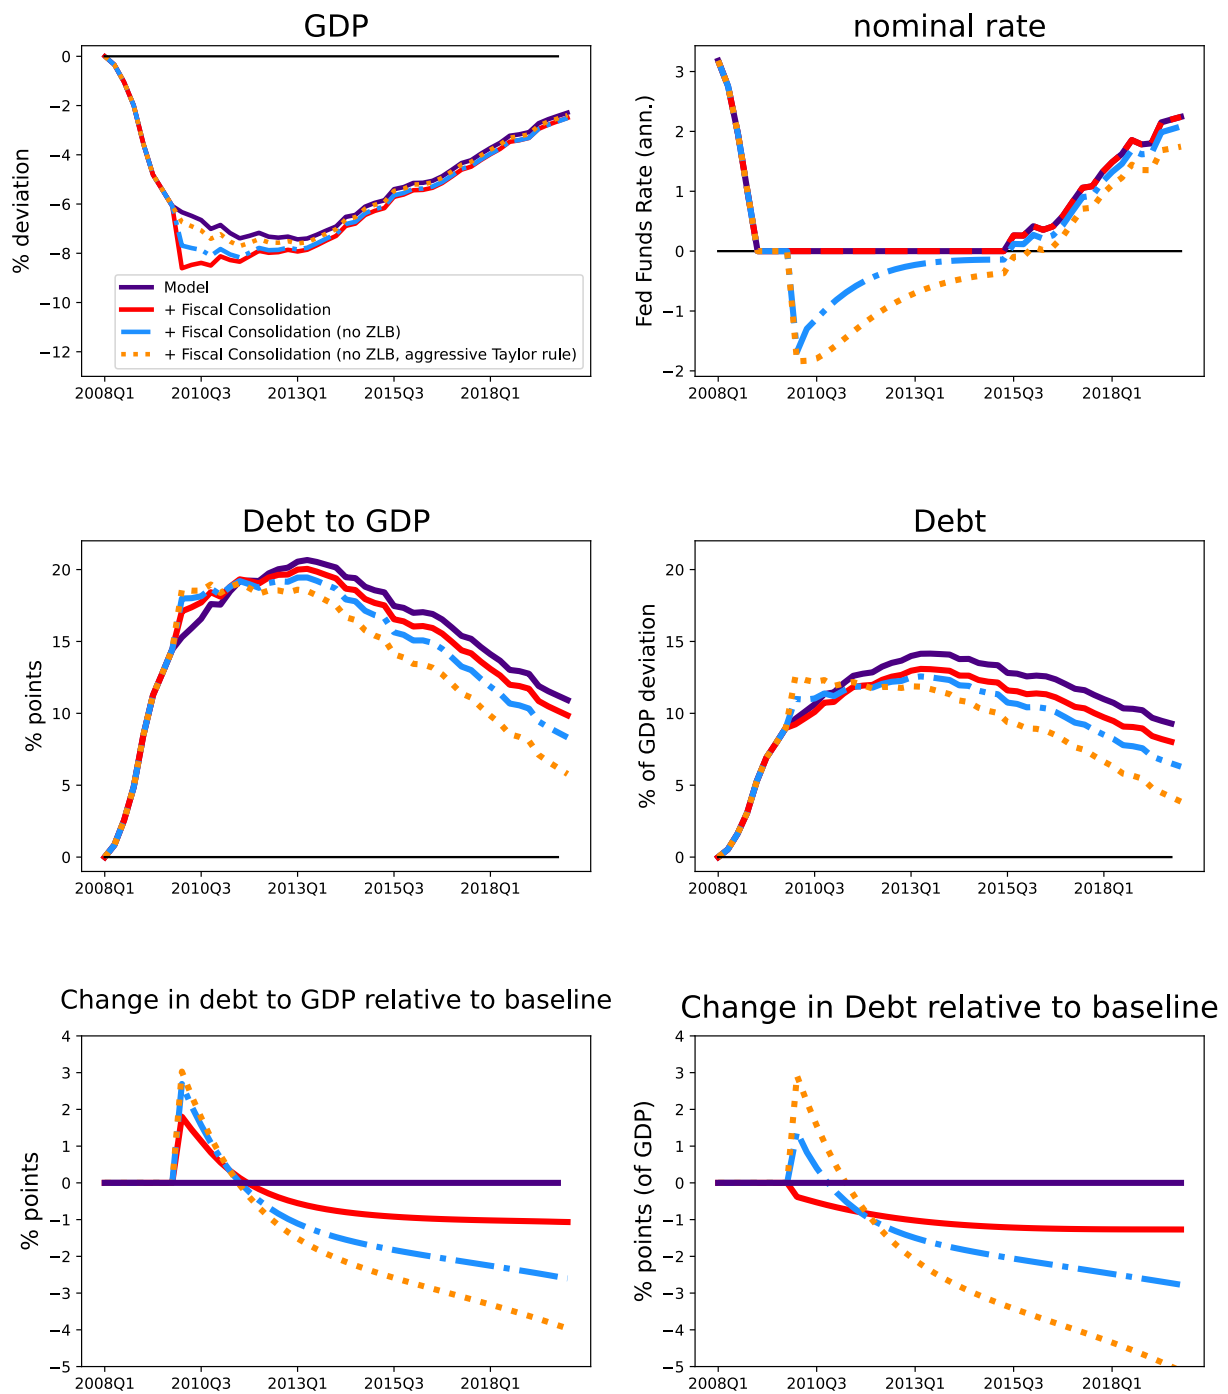 GDP
% deviation
0
−2
−4
−6
−8
−10
−12
Model
+ Fiscal Consolidation
+ Fiscal Consolidation (no ZLB)
+ Fiscal Consolidation (no ZLB, aggressive Taylor rule)
2008Q1 2010Q3 2013Q1 2015Q3 2018Q1
nominal rate
Fed Funds Rate (ann.)
3
2
1
0
−1
−2
2008Q1 2010Q3 2013Q1 2015Q3 2018Q1
Debt to GDP
% points
20
15
10
5
0
2008Q1 2010Q3 2013Q1 2015Q3 2018Q1
Debt
% of GDP deviation
20
15
10
5
0
2008Q1 2010Q3 2013Q1 2015Q3 2018Q1
Change in debt to GDP relative to baseline
% points
4
3
2
1
0
−1
−2
−3
−4
−5
2008Q1 2010Q3 2013Q1 2015Q3 2018Q1
Change in Debt relative to baseline
% points (of GDP)
4
3
2
1
0
−1
−2
−3
−4
−5
2008Q1 2010Q3 2013Q1 2015Q3 2018Q1